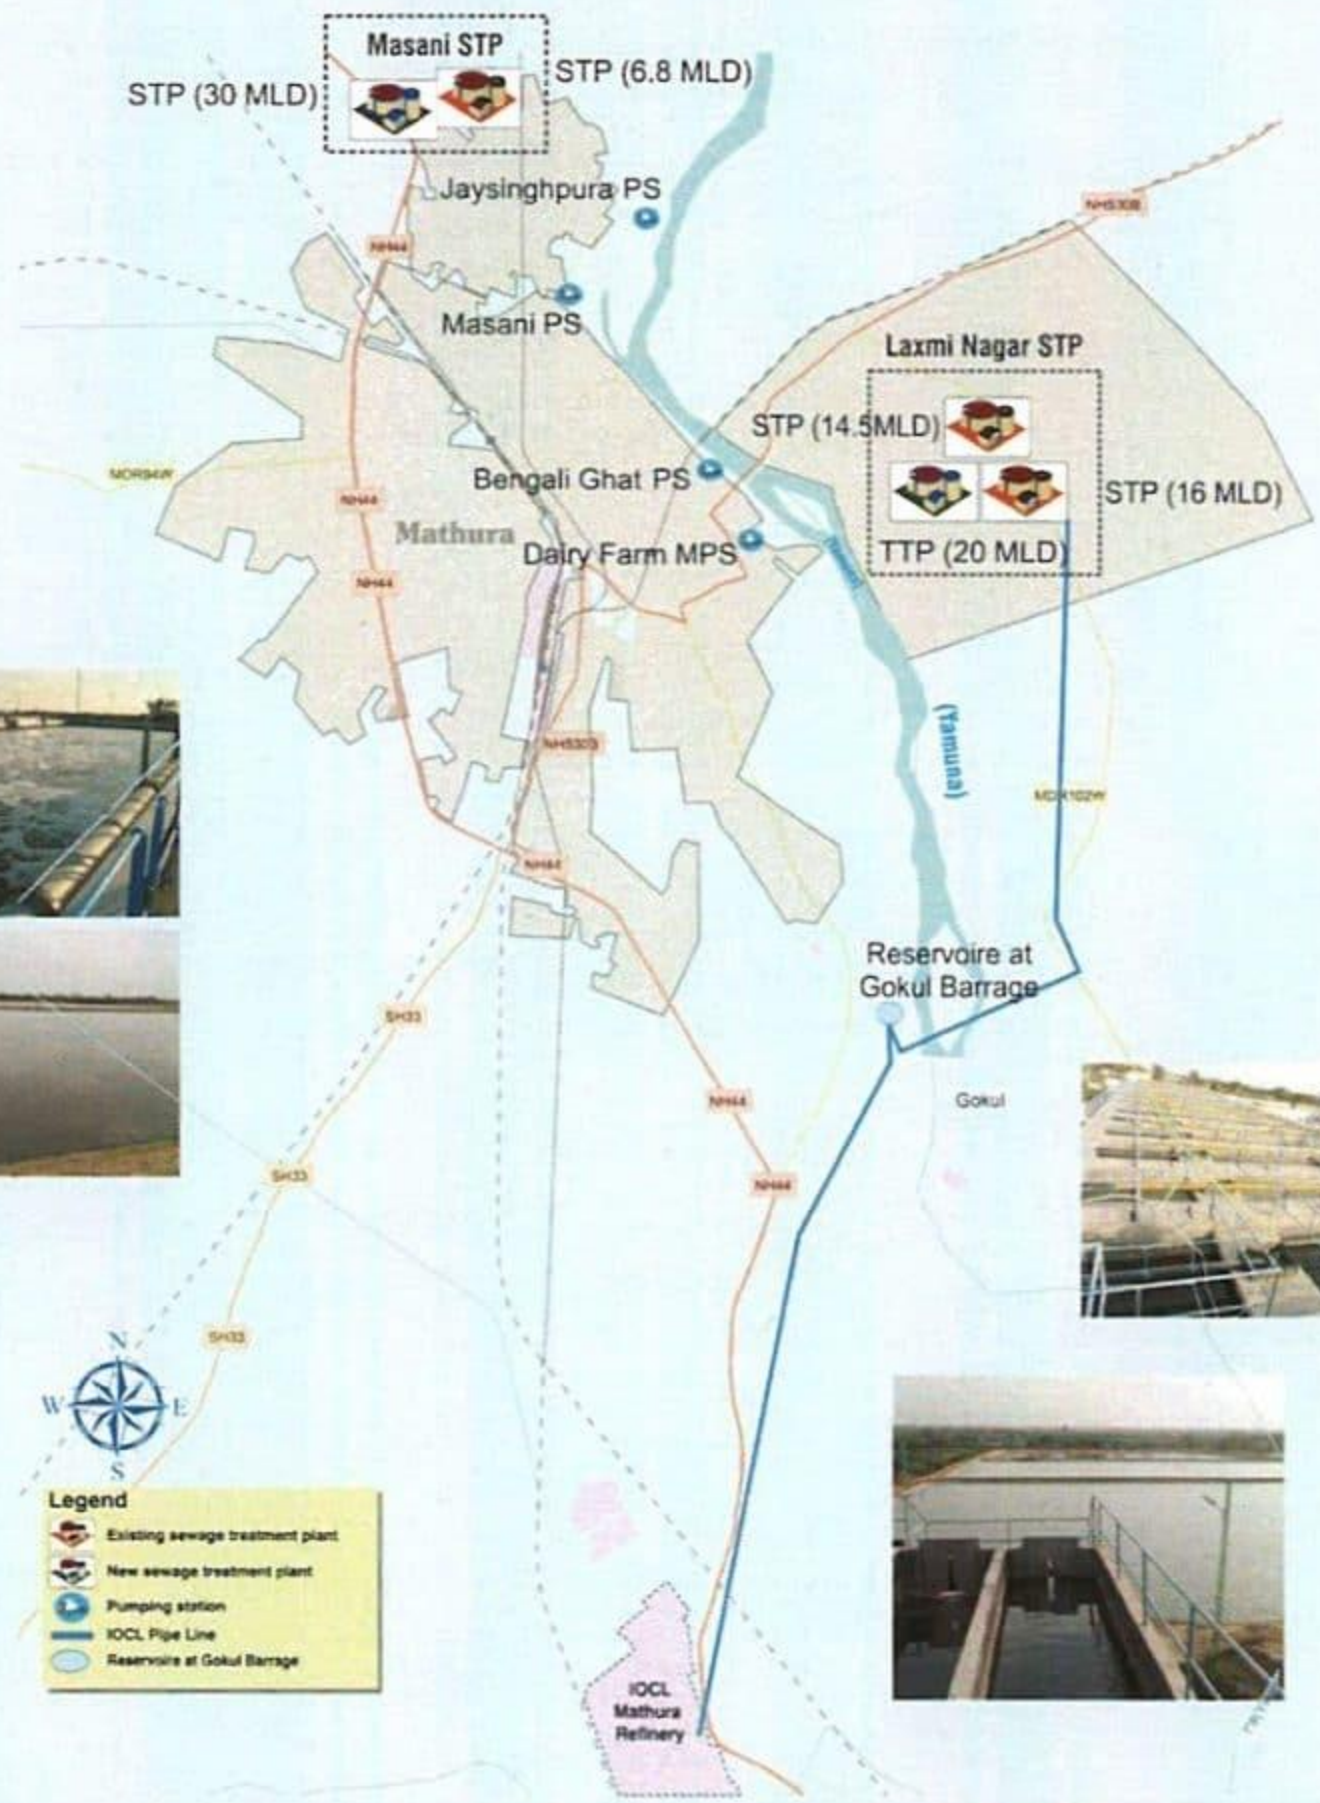 Masani STP
STP (30 MLD)
STP (6.8 MLD)
Jaysinghpura PS
NH44
NH530B
Masani PS
Laxmi Nagar STP
STP (14.5MLD)
MDR94W
Bengali Ghat PS
STP (16 MLD)
NH44
Mathura
Dairy Farm MPS
TTP (20 MLD)
NH44
(Yamuna)
NH530B
MDR102W
NH44
Reservoire at
Gokul Barrage
SH33
NH44
Gokul
SH33
NH44
SH33
N
W
E
S
Legend
Existing sewage treatment plant
New sewage treatment plant
Pumping station
IOCL Pipe Line
Reservoire at Gokul Barrage
IOCL
Mathura
Refinery